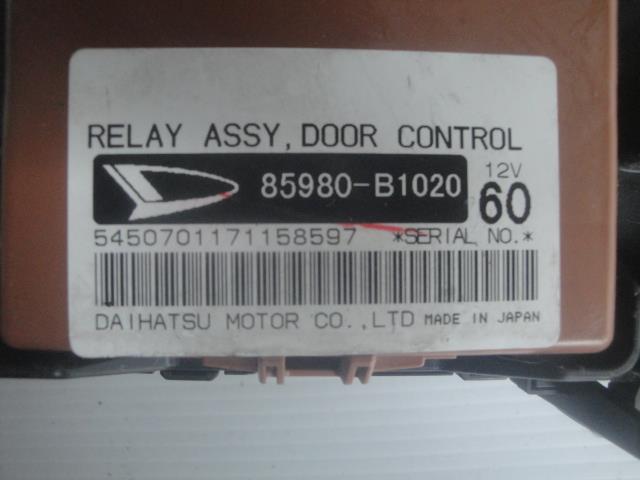 RELAY ASSY, DOOR CONTROL
85980-B1020 12V 60
5450701171158597 *SERIAL NO.*
DAIHATSU MOTOR CO.,LTD MADE IN JAPAN